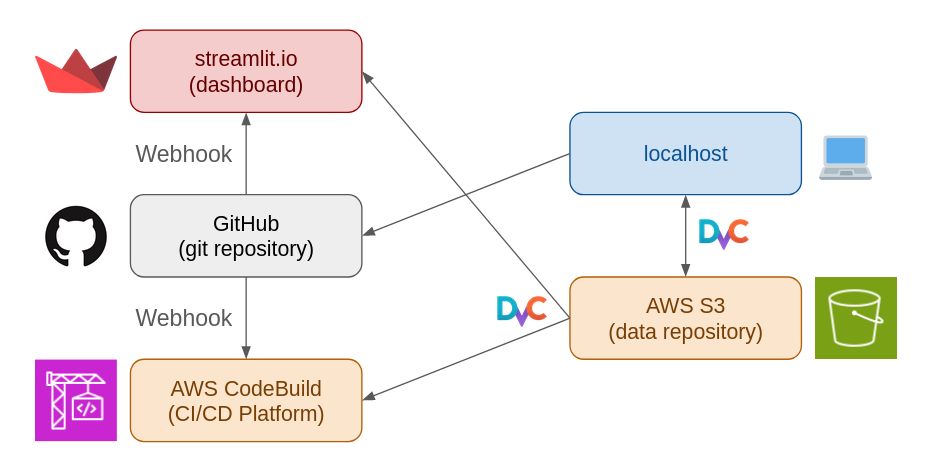 streamlit.io
(dashboard)
Webhook
localhost
GitHub
(git repository)
DVC
Webhook
DVC
AWS S3
(data repository)
AWS CodeBuild
(CI/CD Platform)